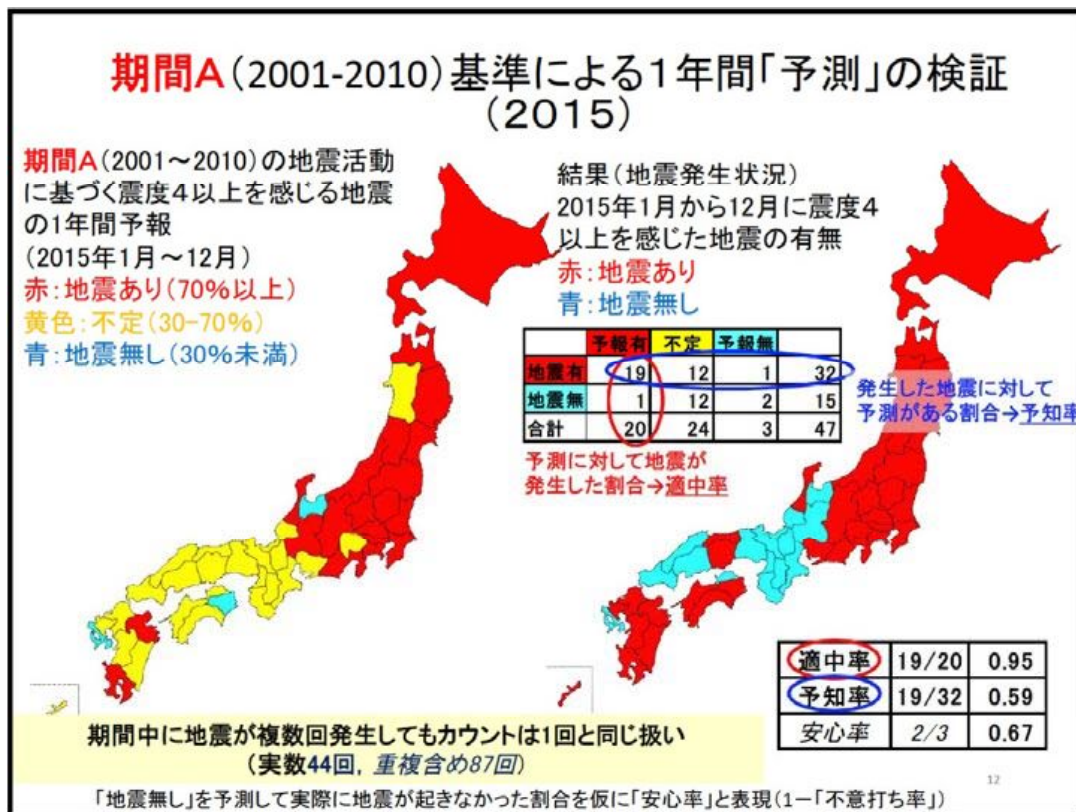 期間A(2001-2010)基準による1年間「予測」の検証
(2015)
期間A(2001～2010)の地震活動
に基づく震度4以上を感じる地震
の1年間予報
(2015年1月～12月)
赤：地震あり(70%以上)
黄色：不定(30-70%)
青：地震無し(30%未満)
結果(地震発生状況)
2015年1月から12月に震度4
以上を感じた地震の有無
赤：地震あり
青：地震無し
予報有 不定 予報無
地震有 19 12 1 32
地震無 1 12 2 15
合計 20 24 3 47
発生した地震に対して
予測がある割合→予知率
予測に対して地震が
発生した割合→適中率
適中率 19/20 0.95
予知率 19/32 0.59
安心率 2/3 0.67
期間中に地震が複数回発生してもカウントは1回と同じ扱い
(実数44回，重複含め87回)
12
「地震無し」を予測して実際に地震が起きなかった割合を仮に「安心率」と表現(1-「不意打ち率」)